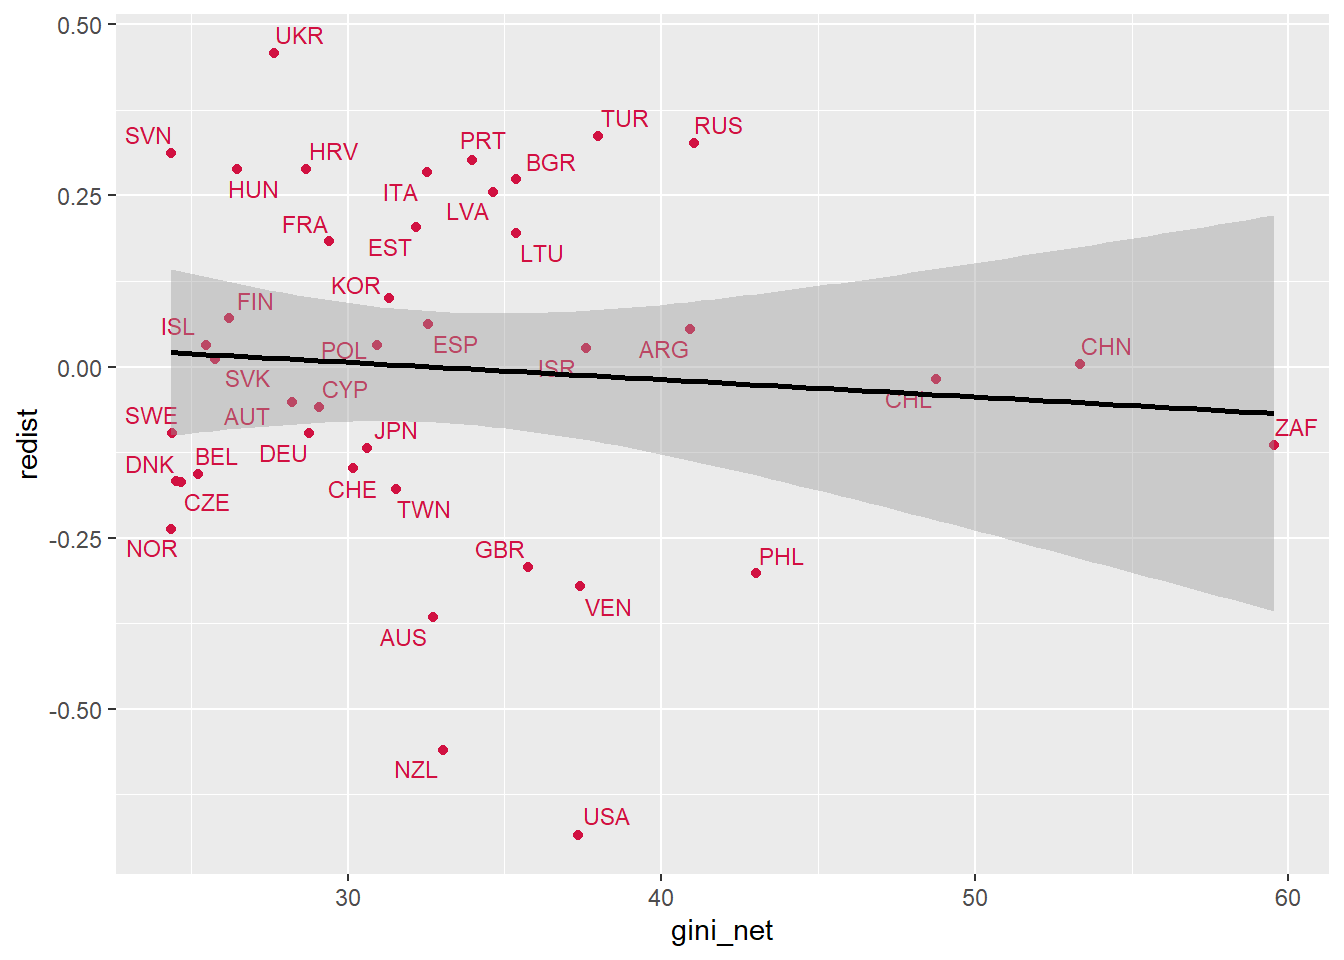 0.50
UKR
TUR
RUS
SVN
PRT
HRV
BGR
0.25
HUN
ITA
LVA
FRA
EST
LTU
KOR
FIN
ISL
POL
ESP
ARG
CHN
0.00
ISR
SVK
CYP
CHL
SWE
AUT
JPN
ZAF
DNK
BEL
DEU
CHE
CZE
TWN
-0.25
NOR
GBR
PHL
VEN
AUS
-0.50
NZL
USA
redist
30
40
50
60
gini_net